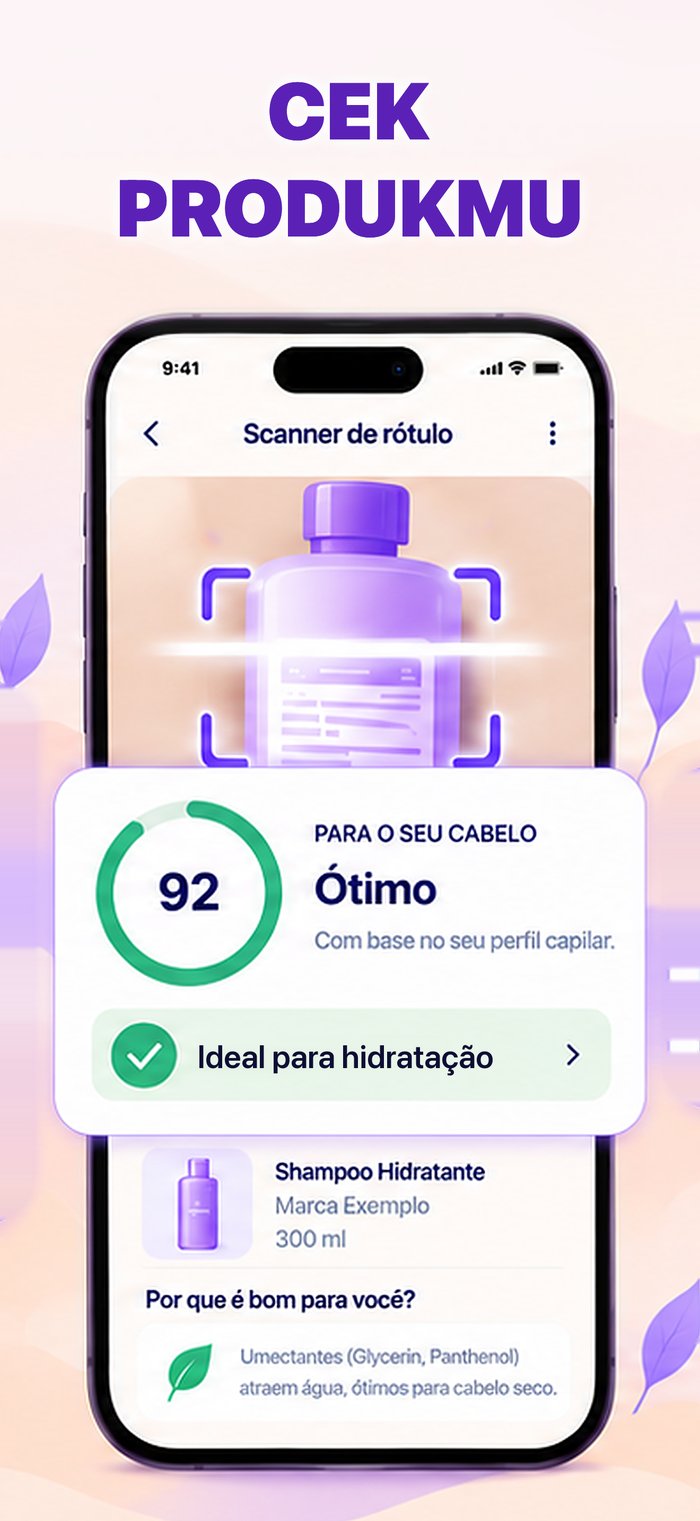 CEK
PRODUKMU
9:41
Scanner de rótulo
92
PARA O SEU CABELO
Ótimo
Com base no seu perfil capilar.
Ideal para hidratação
Shampoo Hidratante
Marca Exemplo
300 ml
Por que é bom para você?
Umectantes (Glycerin, Panthenol)
atraem água, ótimos para cabelo seco.